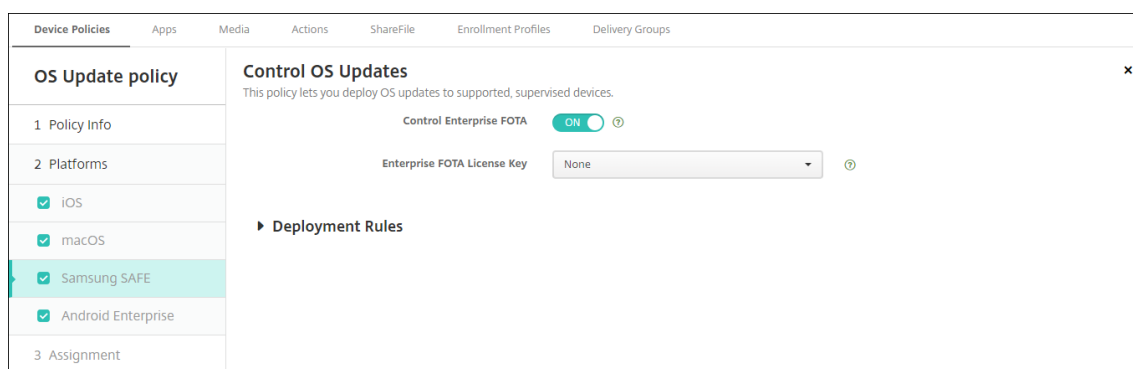 Device Policies Apps Media Actions ShareFile Enrollment Profiles Delivery Groups
OS Update policy
1 Policy Info
2 Platforms
iOS
macOS
Samsung SAFE
Android Enterprise
3 Assignment
Control OS Updates
This policy lets you deploy OS updates to supported, supervised devices.
Control Enterprise FOTA ON ?
Enterprise FOTA License Key None ?
Deployment Rules